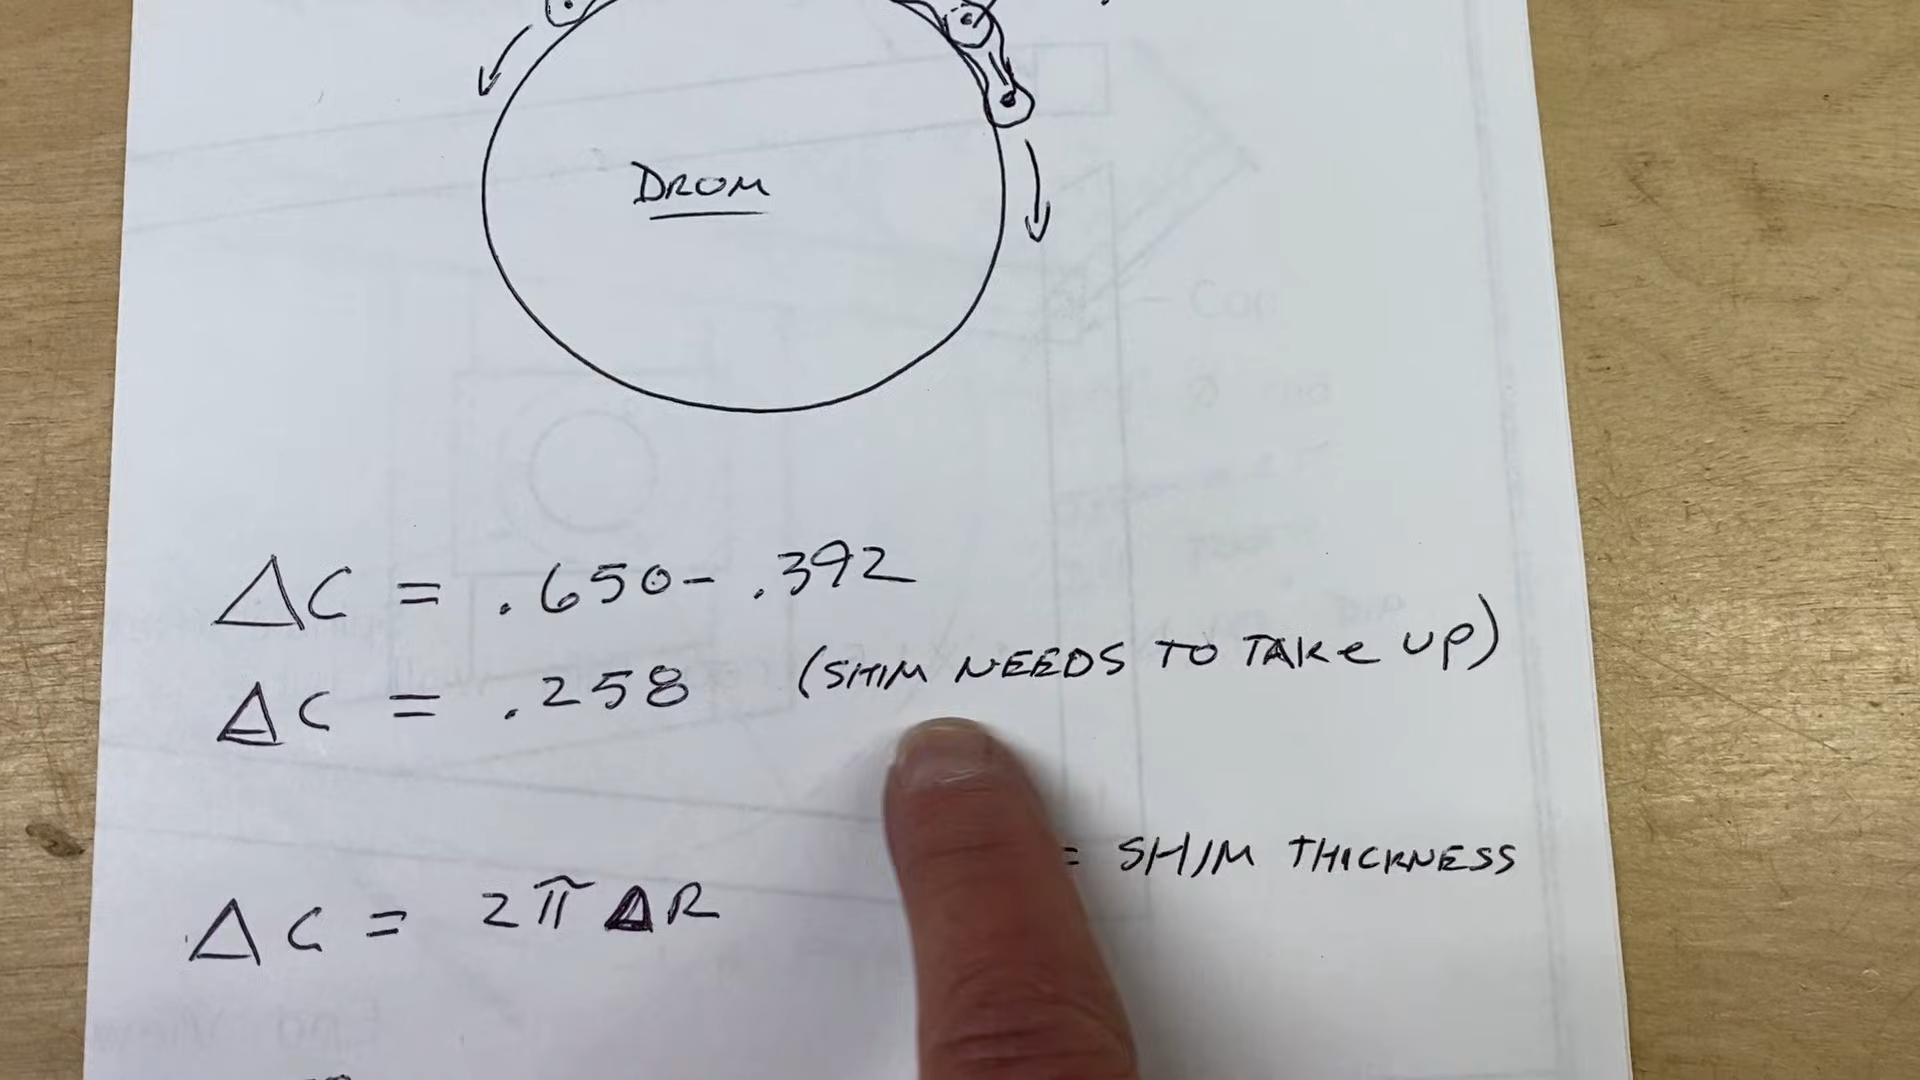 DRUM
ΔC = .650 - .392
ΔC = .258 (SHIM NEEDS TO TAKE UP)
= SHIM THICKNESS
ΔC = 2π ΔR